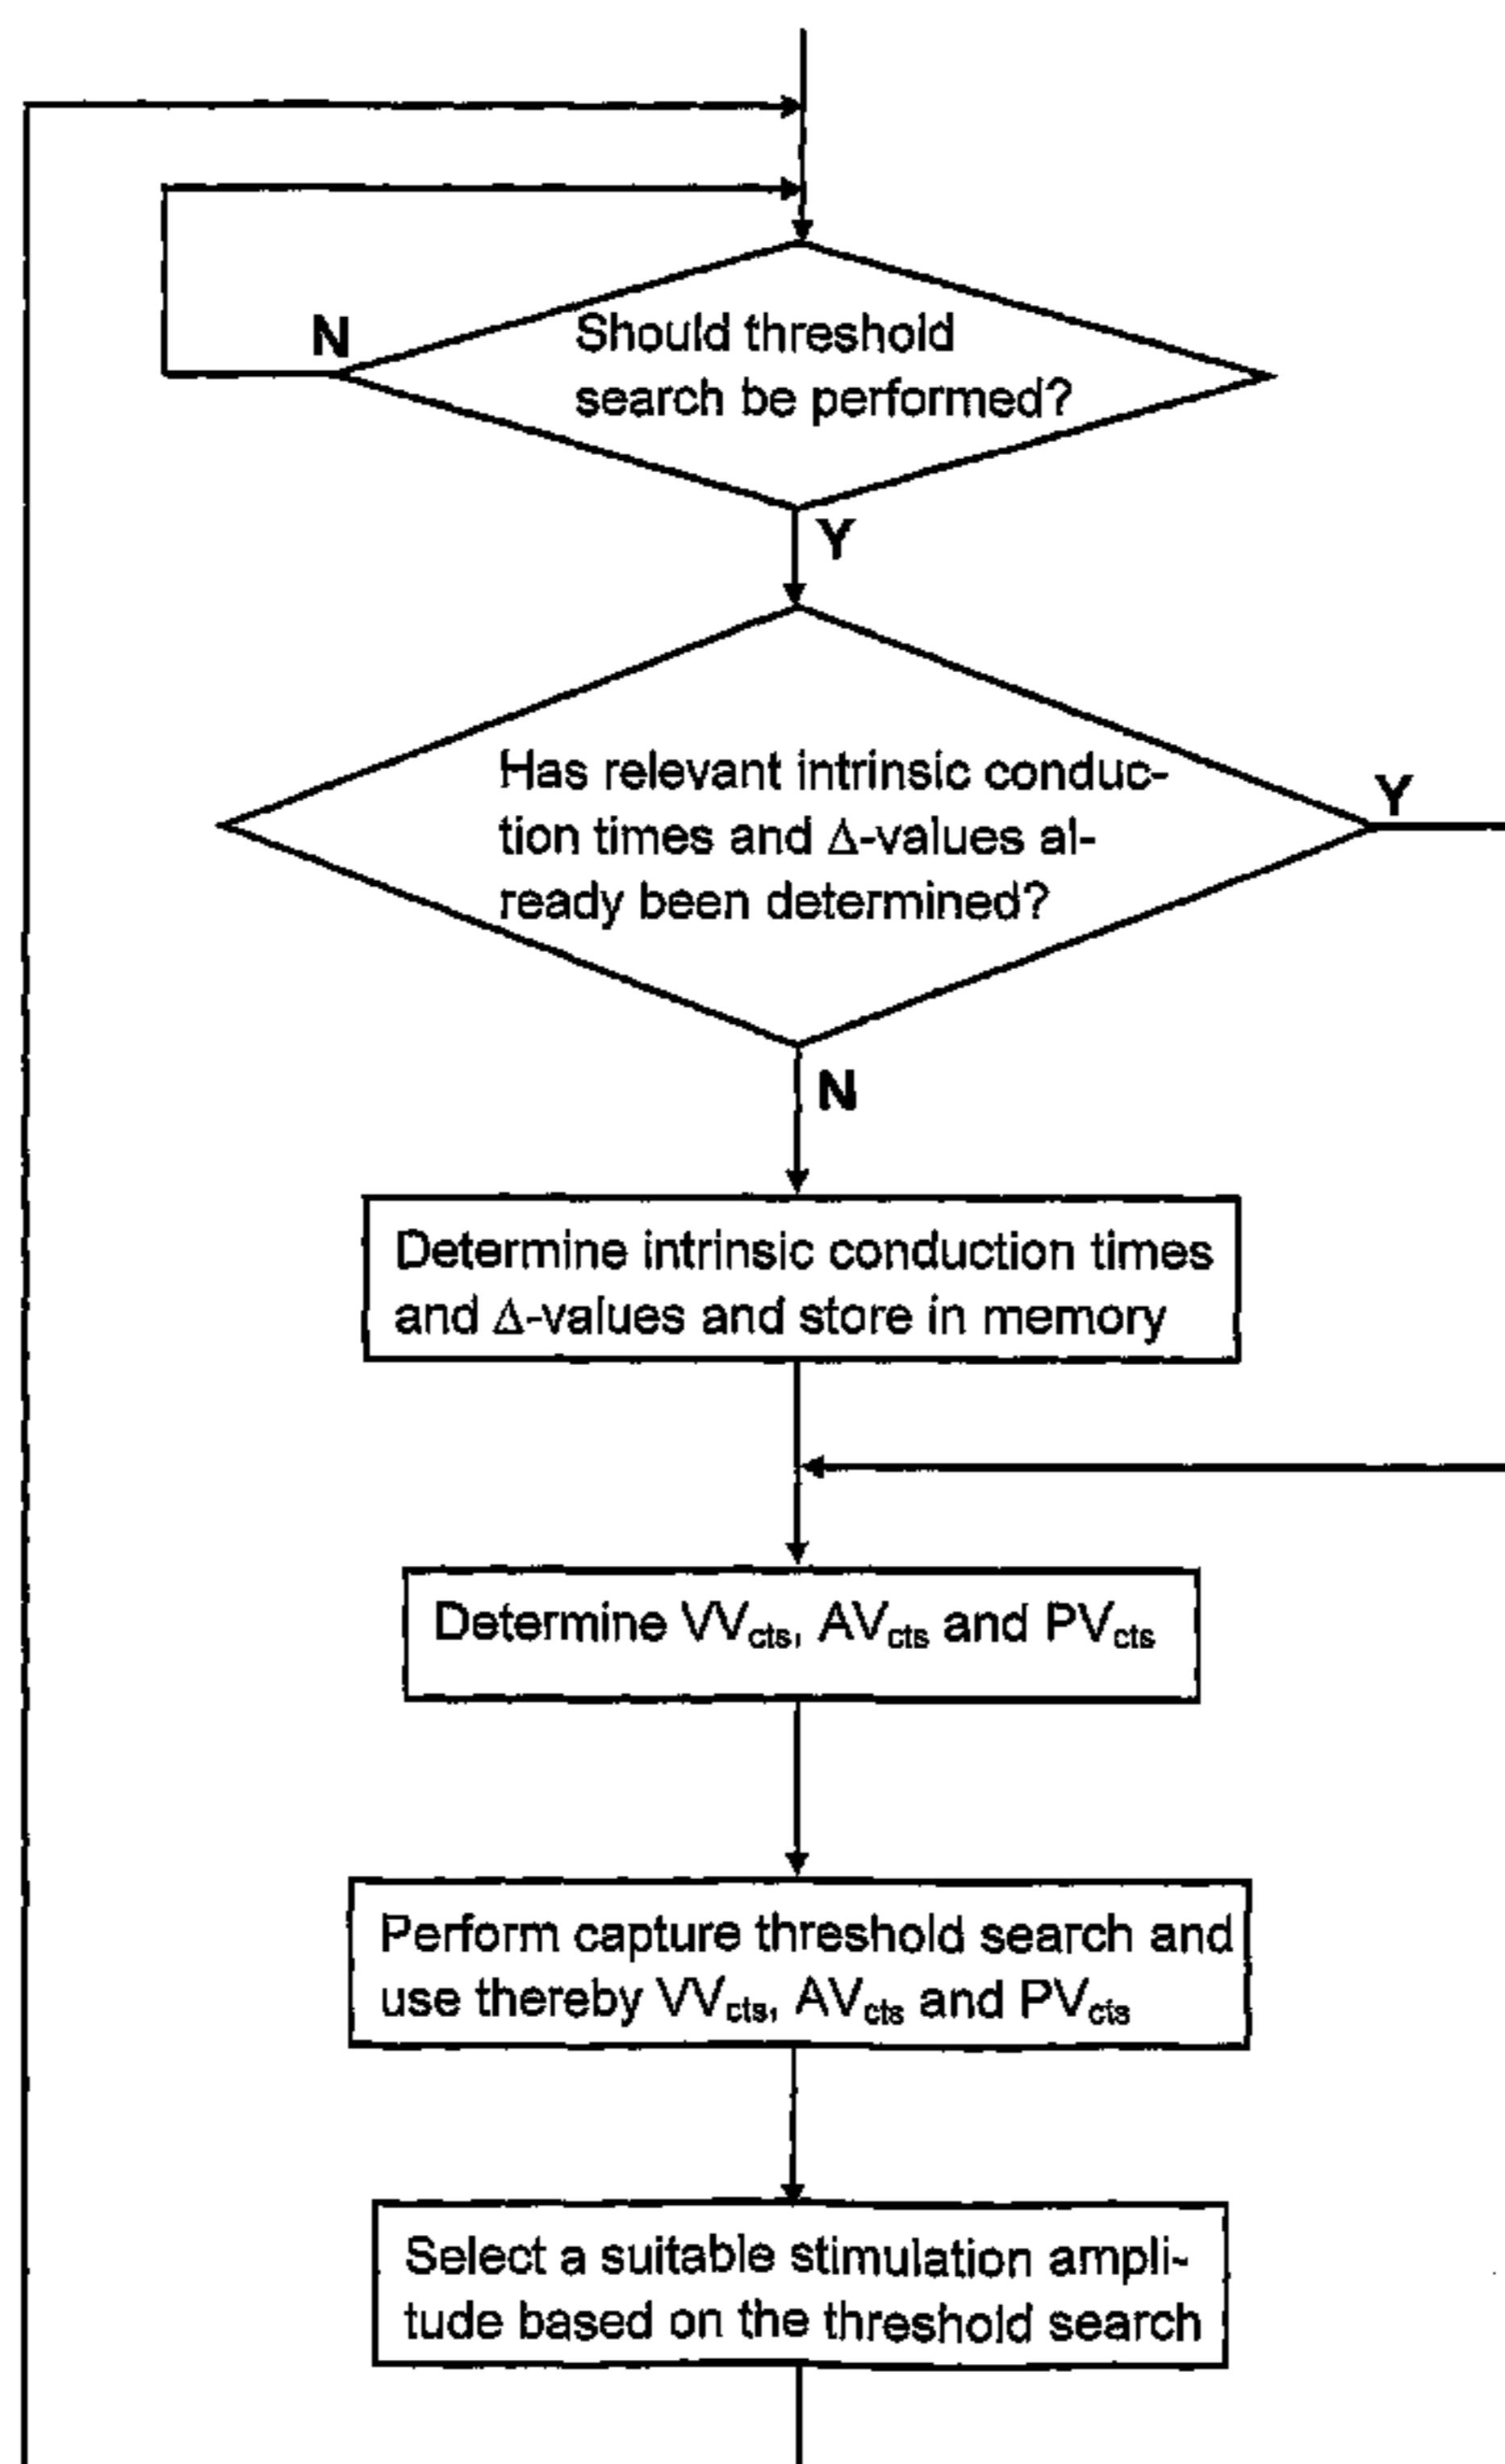 Should threshold
search be performed?
N
Y
Has relevant intrinsic conduc-
tion times and Δ-values al-
ready been determined?
Y
N
Determine intrinsic conduction times
and Δ-values and store in memory
Determine VVcts, AVcts and PVcts
Perform capture threshold search and
use thereby VVcts, AVcts and PVcts
Select a suitable stimulation ampli-
tude based on the threshold search